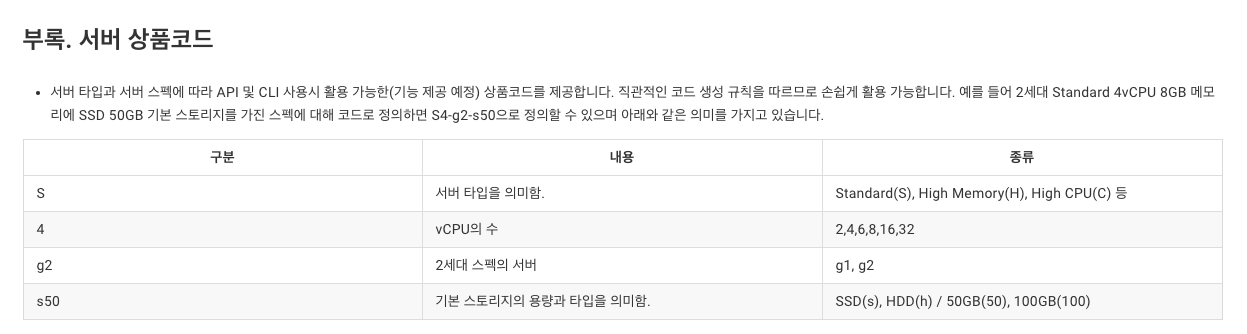 부록. 서버 상품코드
• 서버 타입과 서버 스펙에 따라 API 및 CLI 사용시 활용 가능한(기능 제공 예정) 상품코드를 제공합니다. 직관적인 코드 생성 규칙을 따르므로 손쉽게 활용 가능합니다. 예를 들어 2세대 Standard 4vCPU 8GB 메모
리에 SSD 50GB 기본 스토리지를 가진 스펙에 대해 코드로 정의하면 S4-g2-s50으로 정의할 수 있으며 아래와 같은 의미를 가지고 있습니다.
구분 내용 종류
S 서버 타입을 의미함. Standard(S), High Memory(H), High CPU(C) 등
4 vCPU의 수 2,4,6,8,16,32
g2 2세대 스펙의 서버 g1, g2
s50 기본 스토리지의 용량과 타입을 의미함. SSD(s), HDD(h) / 50GB(50), 100GB(100)